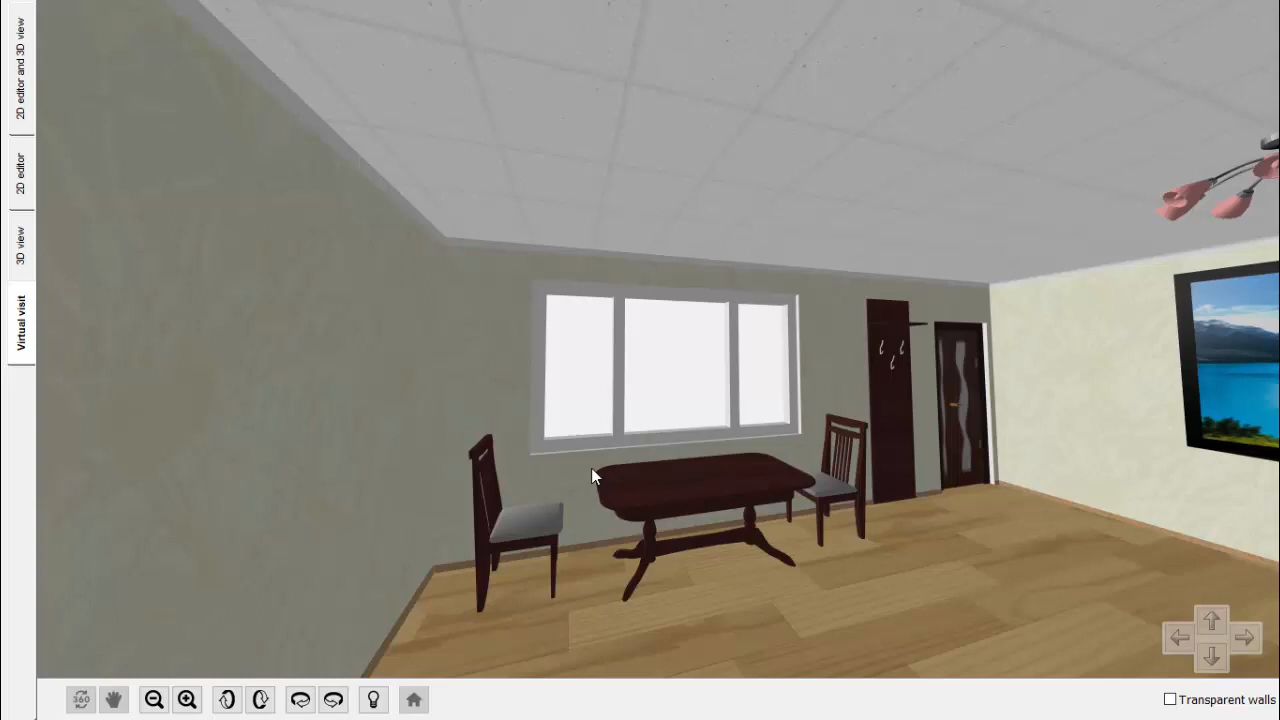 2D editor and 3D view
2D editor
3D view
Virtual visit
360
Transparent walls